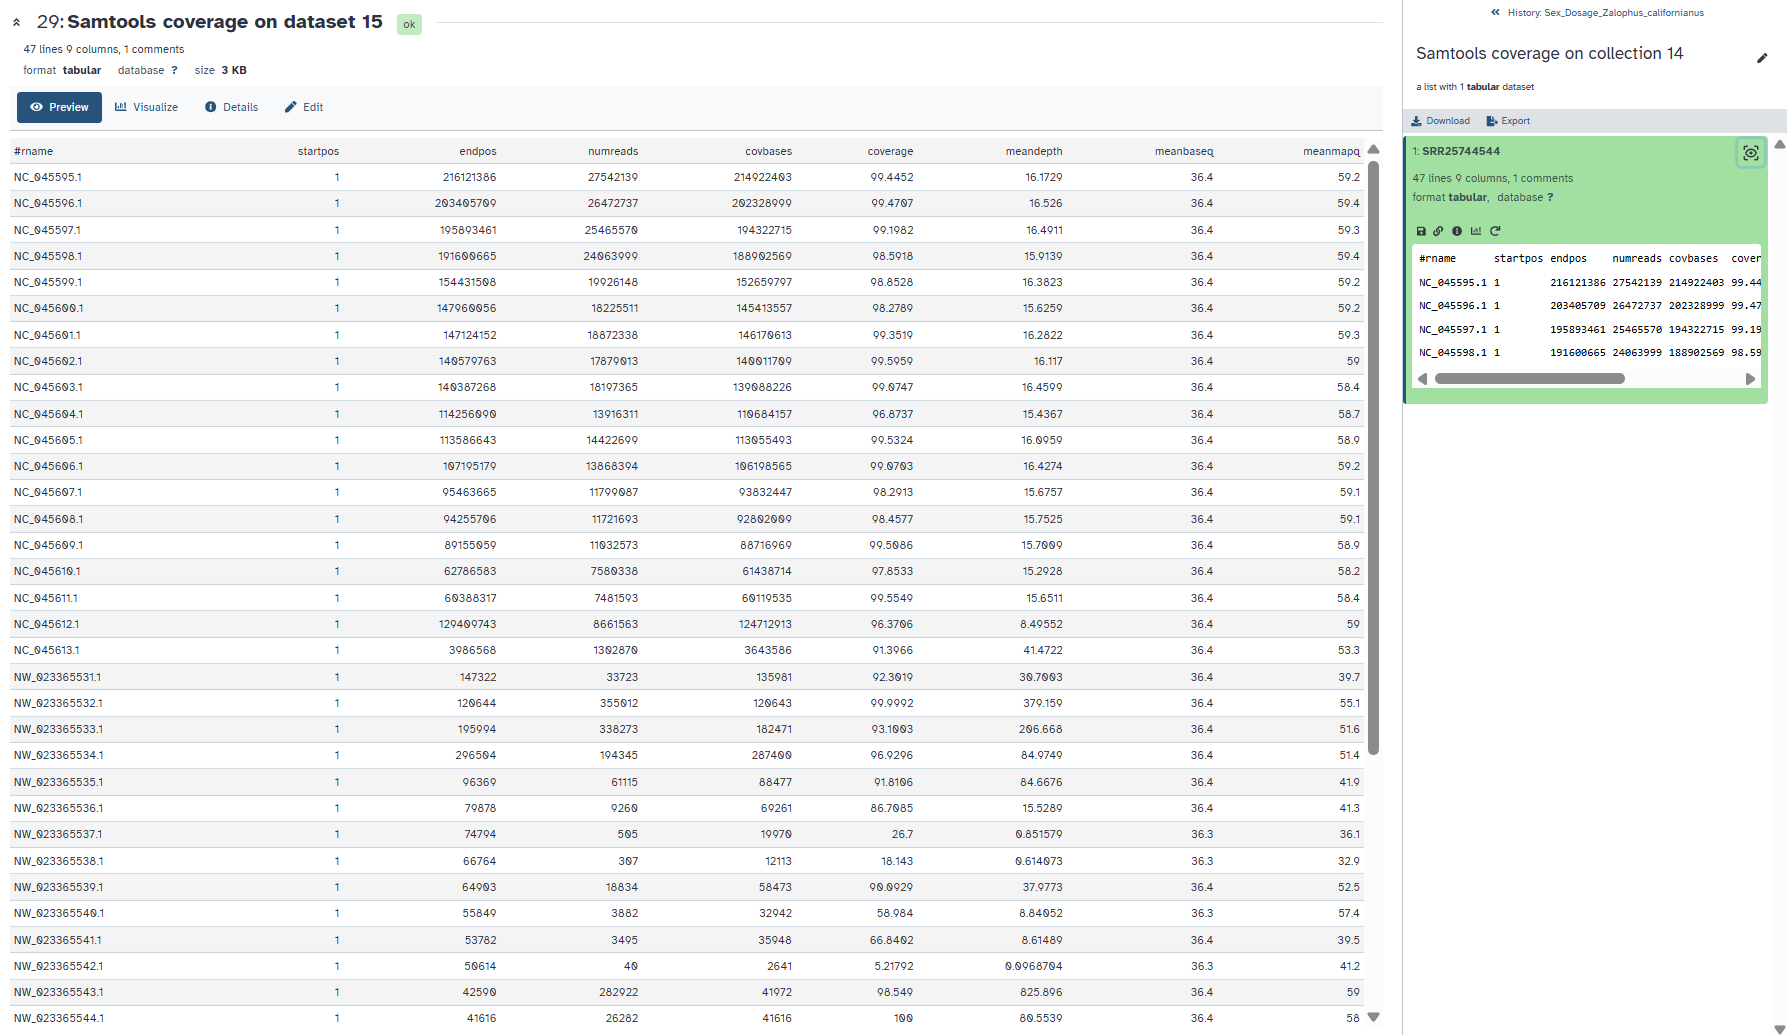 29: Samtools coverage on dataset 15 ok
47 lines 9 columns, 1 comments
format tabular database ? size 3 KB
Preview Visualize Details Edit
#rname startpos endpos numreads covbases coverage meandepth meanbaseq meanmapq
NC_045595.1 1 216121386 27542139 214922403 99.4452 16.1729 36.4 59.2
NC_045596.1 1 203405709 26472737 202328999 99.4707 16.526 36.4 59.4
NC_045597.1 1 195893461 25465570 194322715 99.1982 16.4911 36.4 59.3
NC_045598.1 1 191600665 24063999 188902569 98.5918 15.9139 36.4 59.4
NC_045599.1 1 154431508 19926148 152659797 98.8528 16.3823 36.4 59.2
NC_045600.1 1 147960056 18225511 145413557 98.2789 15.6259 36.4 59.2
NC_045601.1 1 147124152 18872338 146170613 99.3519 16.2822 36.4 59.3
NC_045602.1 1 140579763 17879013 140011709 99.5959 16.117 36.4 59
NC_045603.1 1 140387268 18197365 139088226 99.0747 16.4599 36.4 58.4
NC_045604.1 1 114256090 13916311 110684157 96.8737 15.4367 36.4 58.7
NC_045605.1 1 113586643 14422699 113055493 99.5324 16.0959 36.4 58.9
NC_045606.1 1 107195179 13868394 106198565 99.0703 16.4274 36.4 59.2
NC_045607.1 1 95463665 11799087 93832447 98.2913 15.6757 36.4 59.1
NC_045608.1 1 94255706 11721693 92802009 98.4577 15.7525 36.4 59.1
NC_045609.1 1 89155059 11032573 88716969 99.5086 15.7009 36.4 58.9
NC_045610.1 1 62786583 7580338 61438714 97.8533 15.2928 36.4 58.2
NC_045611.1 1 60388317 7481593 60119535 99.5549 15.6511 36.4 58.4
NC_045612.1 1 129409743 8661563 124712913 96.3706 8.49552 36.4 59
NC_045613.1 1 3986568 1302870 3643586 91.3966 41.4722 36.4 53.3
NW_023365531.1 1 147322 33723 135981 92.3019 30.7003 36.4 39.7
NW_023365532.1 1 120644 355012 120643 99.9992 379.159 36.4 55.1
NW_023365533.1 1 195994 338273 182471 93.1003 206.668 36.4 51.6
NW_023365534.1 1 296504 194345 287400 96.9296 84.9749 36.4 51.4
NW_023365535.1 1 96369 61115 88477 91.8106 84.6676 36.4 41.9
NW_023365536.1 1 79878 9260 69261 86.7085 15.5289 36.4 41.3
NW_023365537.1 1 74794 505 19970 26.7 0.851579 36.3 36.1
NW_023365538.1 1 66764 307 12113 18.143 0.614073 36.3 32.9
NW_023365539.1 1 64903 18834 58473 90.0929 37.9773 36.4 52.5
NW_023365540.1 1 55849 3882 32942 58.984 8.84052 36.3 57.4
NW_023365541.1 1 53782 3495 35948 66.8402 8.61489 36.4 39.5
NW_023365542.1 1 50614 40 2641 5.21792 0.0968704 36.3 41.2
NW_023365543.1 1 42590 282922 41972 98.549 825.896 36.4 59
NW_023365544.1 1 41616 26282 41616 100 80.5539 36.4 58
History: Sex_Dosage_Zalophus_californianus
Samtools coverage on collection 14
a list with 1 tabular dataset
Download Export
1: SRR25744544
47 lines 9 columns, 1 comments
format tabular, database ?
#rname startpos endpos numreads covbases cover
NC_045595.1 1 216121386 27542139 214922403 99.44
NC_045596.1 1 203405709 26472737 202328999 99.47
NC_045597.1 1 195893461 25465570 194322715 99.19
NC_045598.1 1 191600665 24063999 188902569 98.59